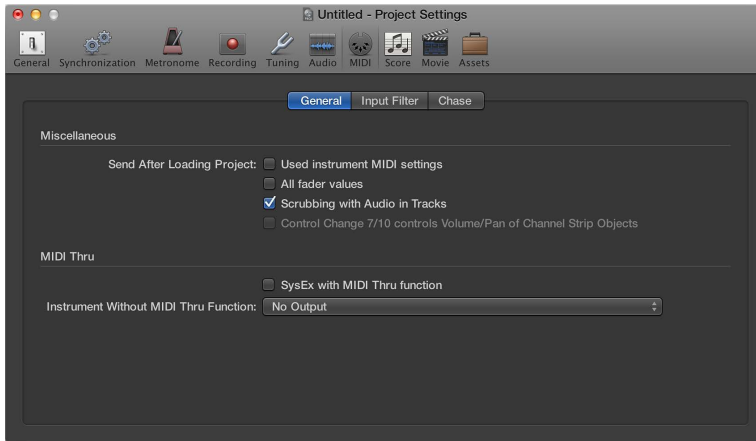 Untitled - Project Settings
General Synchronization Metronome Recording Tuning Audio MIDI Score Movie Assets
General Input Filter Chase
Miscellaneous
Send After Loading Project: Used instrument MIDI settings
All fader values
Scrubbing with Audio in Tracks
Control Change 7/10 controls Volume/Pan of Channel Strip Objects
MIDI Thru
SysEx with MIDI Thru function
Instrument Without MIDI Thru Function: No Output